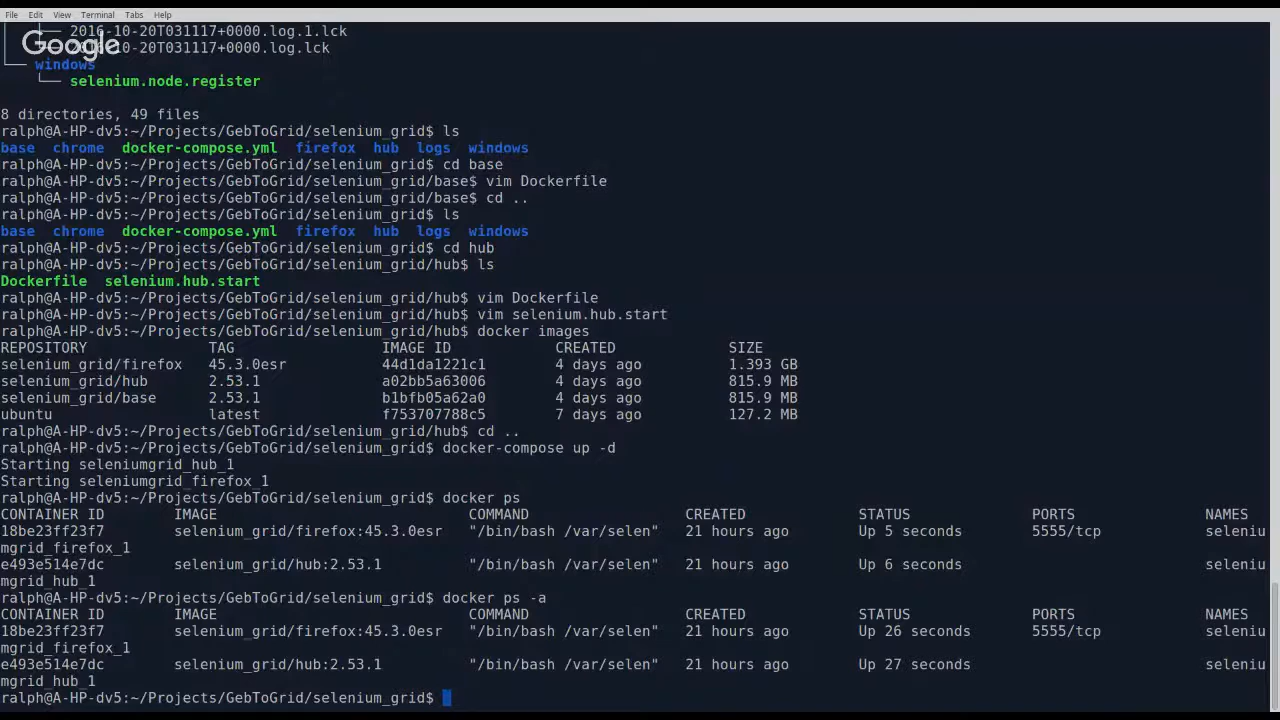 File Edit View Terminal Tabs Help
2016-10-20T031117+0000.log.1.lck
Google
2016-10-20T031117+0000.log.lck
windows
selenium.node.register
8 directories, 49 files
ralph@A-HP-dv5:~/Projects/GebToGrid/selenium_grid$ ls
base chrome docker-compose.yml firefox hub logs windows
ralph@A-HP-dv5:~/Projects/GebToGrid/selenium_grid$ cd base
ralph@A-HP-dv5:~/Projects/GebToGrid/selenium_grid/base$ vim Dockerfile
ralph@A-HP-dv5:~/Projects/GebToGrid/selenium_grid/base$ cd ..
ralph@A-HP-dv5:~/Projects/GebToGrid/selenium_grid$ ls
base chrome docker-compose.yml firefox hub logs windows
ralph@A-HP-dv5:~/Projects/GebToGrid/selenium_grid$ cd hub
ralph@A-HP-dv5:~/Projects/GebToGrid/selenium_grid/hub$ ls
Dockerfile selenium.hub.start
ralph@A-HP-dv5:~/Projects/GebToGrid/selenium_grid/hub$ vim Dockerfile
ralph@A-HP-dv5:~/Projects/GebToGrid/selenium_grid/hub$ vim selenium.hub.start
ralph@A-HP-dv5:~/Projects/GebToGrid/selenium_grid/hub$ docker images
REPOSITORY TAG IMAGE ID CREATED SIZE
selenium_grid/firefox 45.3.0esr 44d1da1221c1 4 days ago 1.393 GB
selenium_grid/hub 2.53.1 a02bb5a63006 4 days ago 815.9 MB
selenium_grid/base 2.53.1 b1bfb05a62a0 4 days ago 815.9 MB
ubuntu latest f753707788c5 7 days ago 127.2 MB
ralph@A-HP-dv5:~/Projects/GebToGrid/selenium_grid/hub$ cd ..
ralph@A-HP-dv5:~/Projects/GebToGrid/selenium_grid$ docker-compose up -d
Starting seleniumgrid_hub_1
Starting seleniumgrid_firefox_1
ralph@A-HP-dv5:~/Projects/GebToGrid/selenium_grid$ docker ps
CONTAINER ID IMAGE COMMAND CREATED STATUS PORTS NAMES
18be23ff23f7 selenium_grid/firefox:45.3.0esr "/bin/bash /var/selen" 21 hours ago Up 5 seconds 5555/tcp seleniu
mgrid_firefox_1
e493e514e7dc selenium_grid/hub:2.53.1 "/bin/bash /var/selen" 21 hours ago Up 6 seconds seleniu
mgrid_hub_1
ralph@A-HP-dv5:~/Projects/GebToGrid/selenium_grid$ docker ps -a
CONTAINER ID IMAGE COMMAND CREATED STATUS PORTS NAMES
18be23ff23f7 selenium_grid/firefox:45.3.0esr "/bin/bash /var/selen" 21 hours ago Up 26 seconds 5555/tcp seleniu
mgrid_firefox_1
e493e514e7dc selenium_grid/hub:2.53.1 "/bin/bash /var/selen" 21 hours ago Up 27 seconds seleniu
mgrid_hub_1
ralph@A-HP-dv5:~/Projects/GebToGrid/selenium_grid$